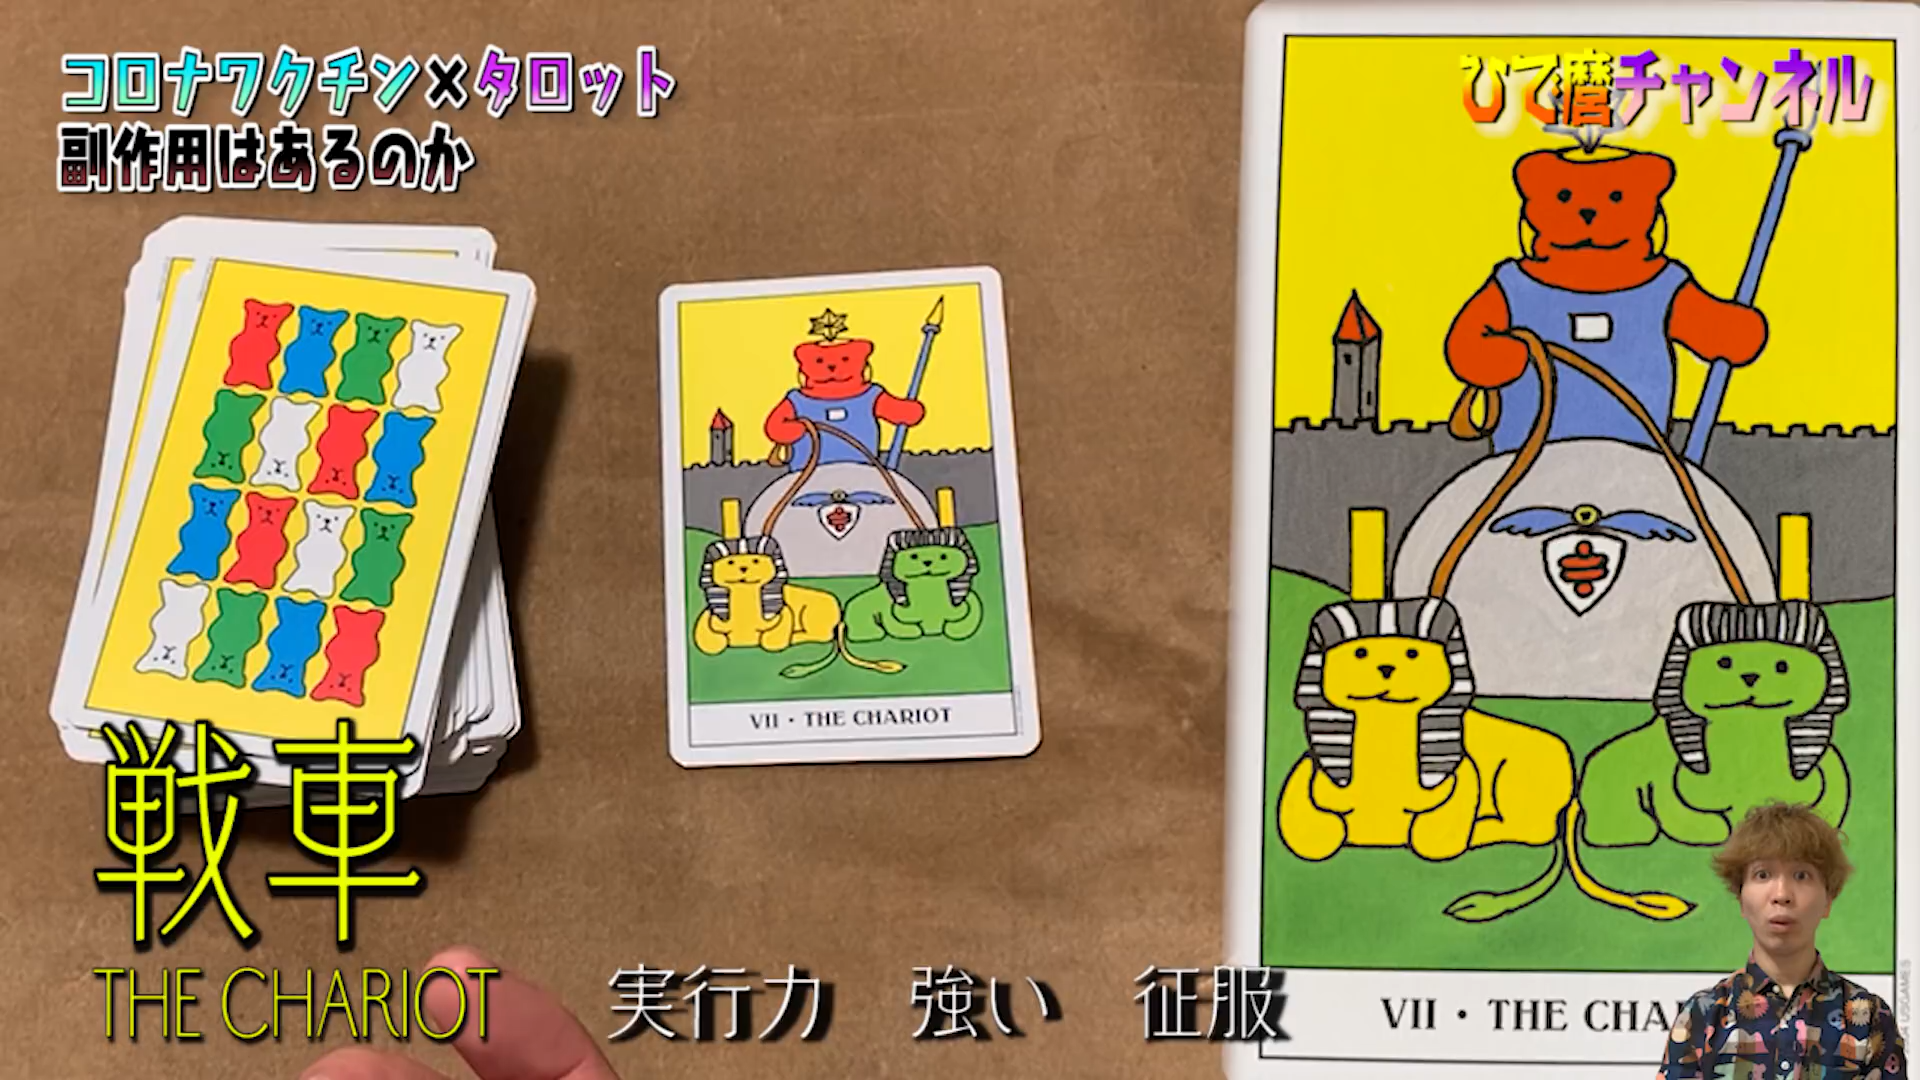 コロナワクチン×タロット
副作用はあるのか
ひで麿チャンネル
VII · THE CHARIOT
戦車
THE CHARIOT
実行力 強い 征服
VII · THE CHA